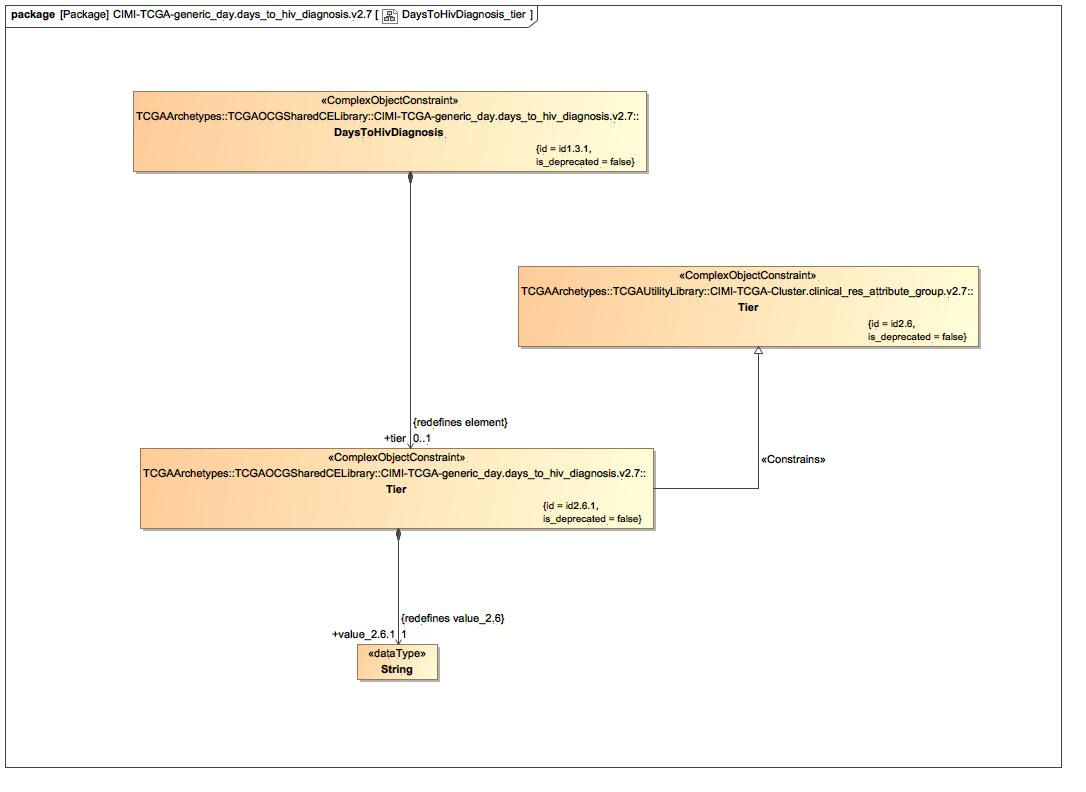 package [Package] CIMI-TCGA-generic_day.days_to_hiv_diagnosis.v2.7 [ DaysToHivDiagnosis_tier ]
«ComplexObjectConstraint»
TCGAArchetypes::TCGAOCGSharedCELibrary::CIMI-TCGA-generic_day.days_to_hiv_diagnosis.v2.7::
DaysToHivDiagnosis
{id = id1.3.1,
is_deprecated = false}
«ComplexObjectConstraint»
TCGAArchetypes::TCGAUtilityLibrary::CIMI-TCGA-Cluster.clinical_res_attribute_group.v2.7::
Tier
{id = id2.6,
is_deprecated = false}
{redefines element}
+tier 0..1
«ComplexObjectConstraint»
TCGAArchetypes::TCGAOCGSharedCELibrary::CIMI-TCGA-generic_day.days_to_hiv_diagnosis.v2.7::
Tier
{id = id2.6.1,
is_deprecated = false}
«Constrains»
{redefines value_2.6}
+value_2.6.1 1
«dataType»
String